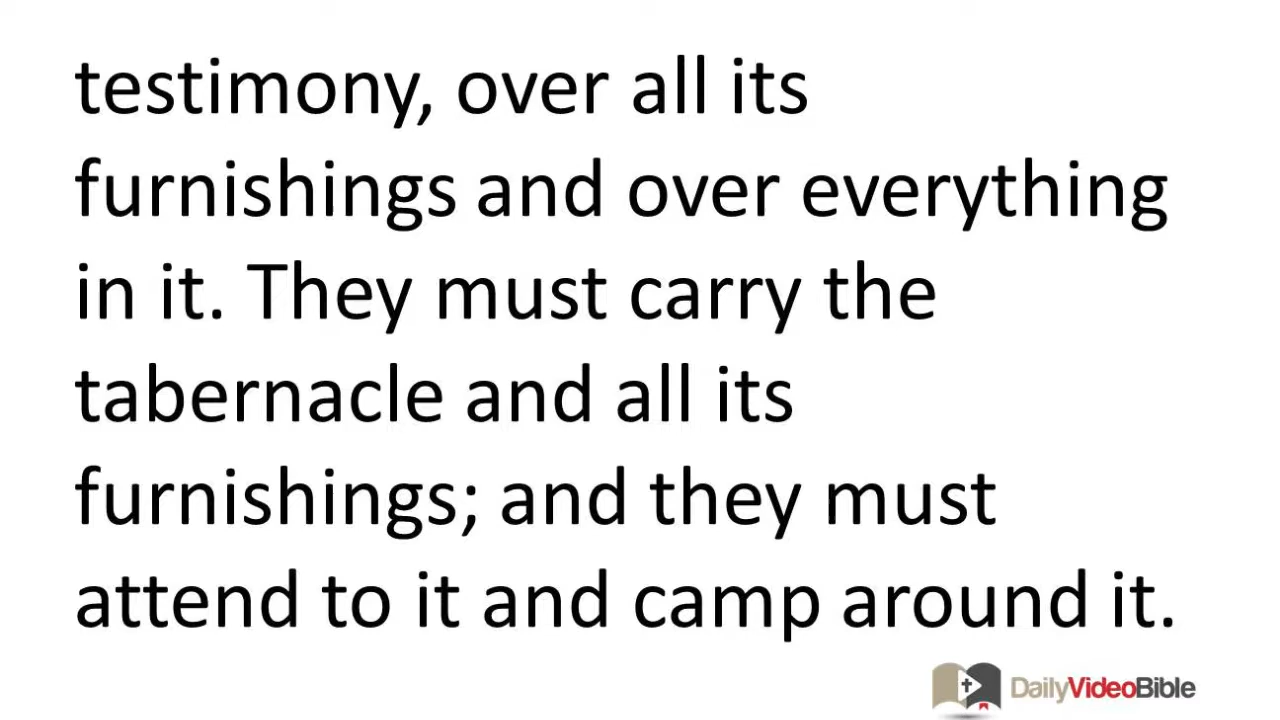 testimony, over all its
furnishings and over everything
in it. They must carry the
tabernacle and all its
furnishings; and they must
attend to it and camp around it.
DailyVideoBible